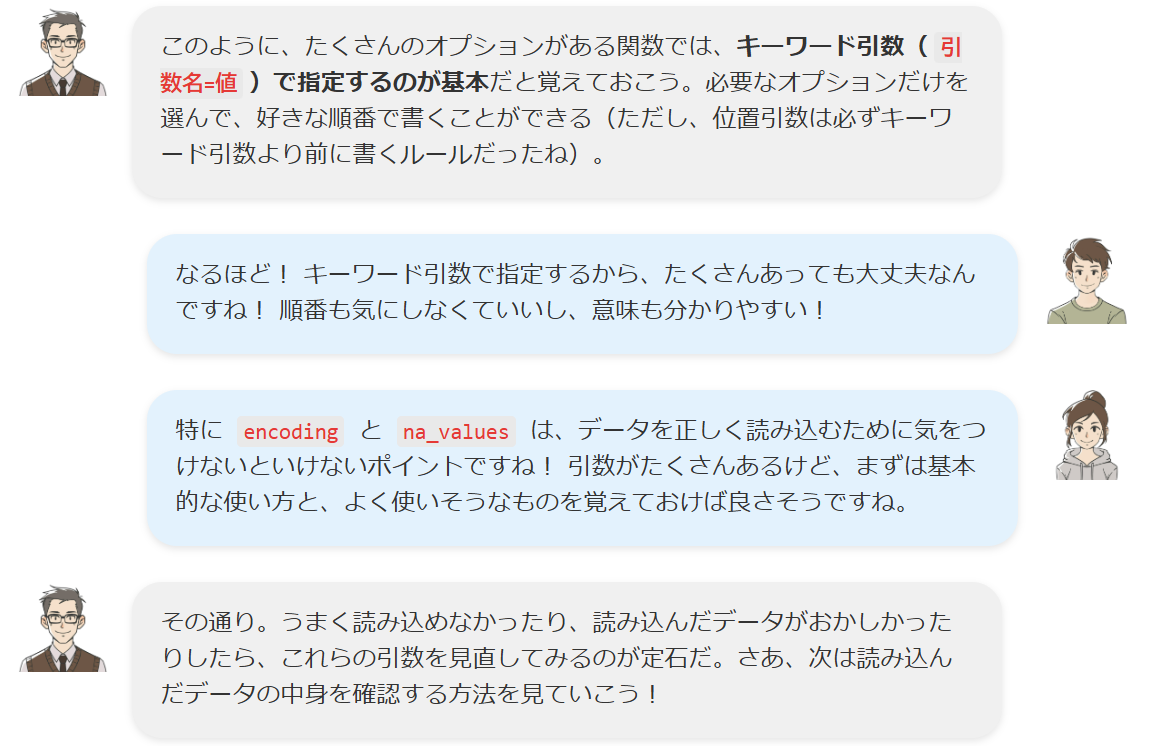 このように、たくさんのオプションがある関数では、キーワード引数（ 引
数名=値 ）で指定するのが基本だと覚えておこう。必要なオプションだけを
選んで、好きな順番で書くことができる（ただし、位置引数は必ずキーワ
ード引数より前に書くルールだったね）。
なるほど！ キーワード引数で指定するから、たくさんあっても大丈夫なん
ですね！ 順番も気にしなくていいし、意味も分かりやすい！
特に encoding と na_values は、データを正しく読み込むために気をつ
けないといけないポイントですね！ 引数がたくさんあるけど、まずは基本
的な使い方と、よく使いそうなものを覚えておけば良さそうですね。
その通り。うまく読み込めなかったり、読み込んだデータがおかしかった
りしたら、これらの引数を見直してみるのが定石だ。さあ、次は読み込ん
だデータの中身を確認する方法を見ていこう！